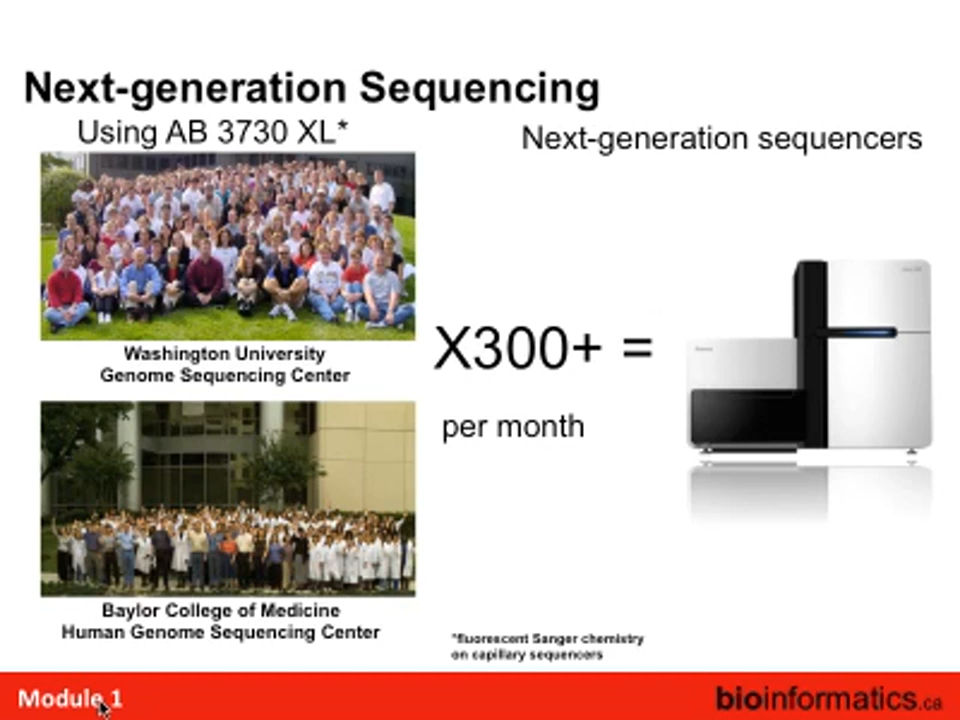 Next-generation Sequencing
Using AB 3730 XL*
Next-generation sequencers
Washington University
Genome Sequencing Center
X300+ =
per month
Baylor College of Medicine
Human Genome Sequencing Center
*fluorescent Sanger chemistry
on capillary sequencers
Module 1
bioinformatics.ca